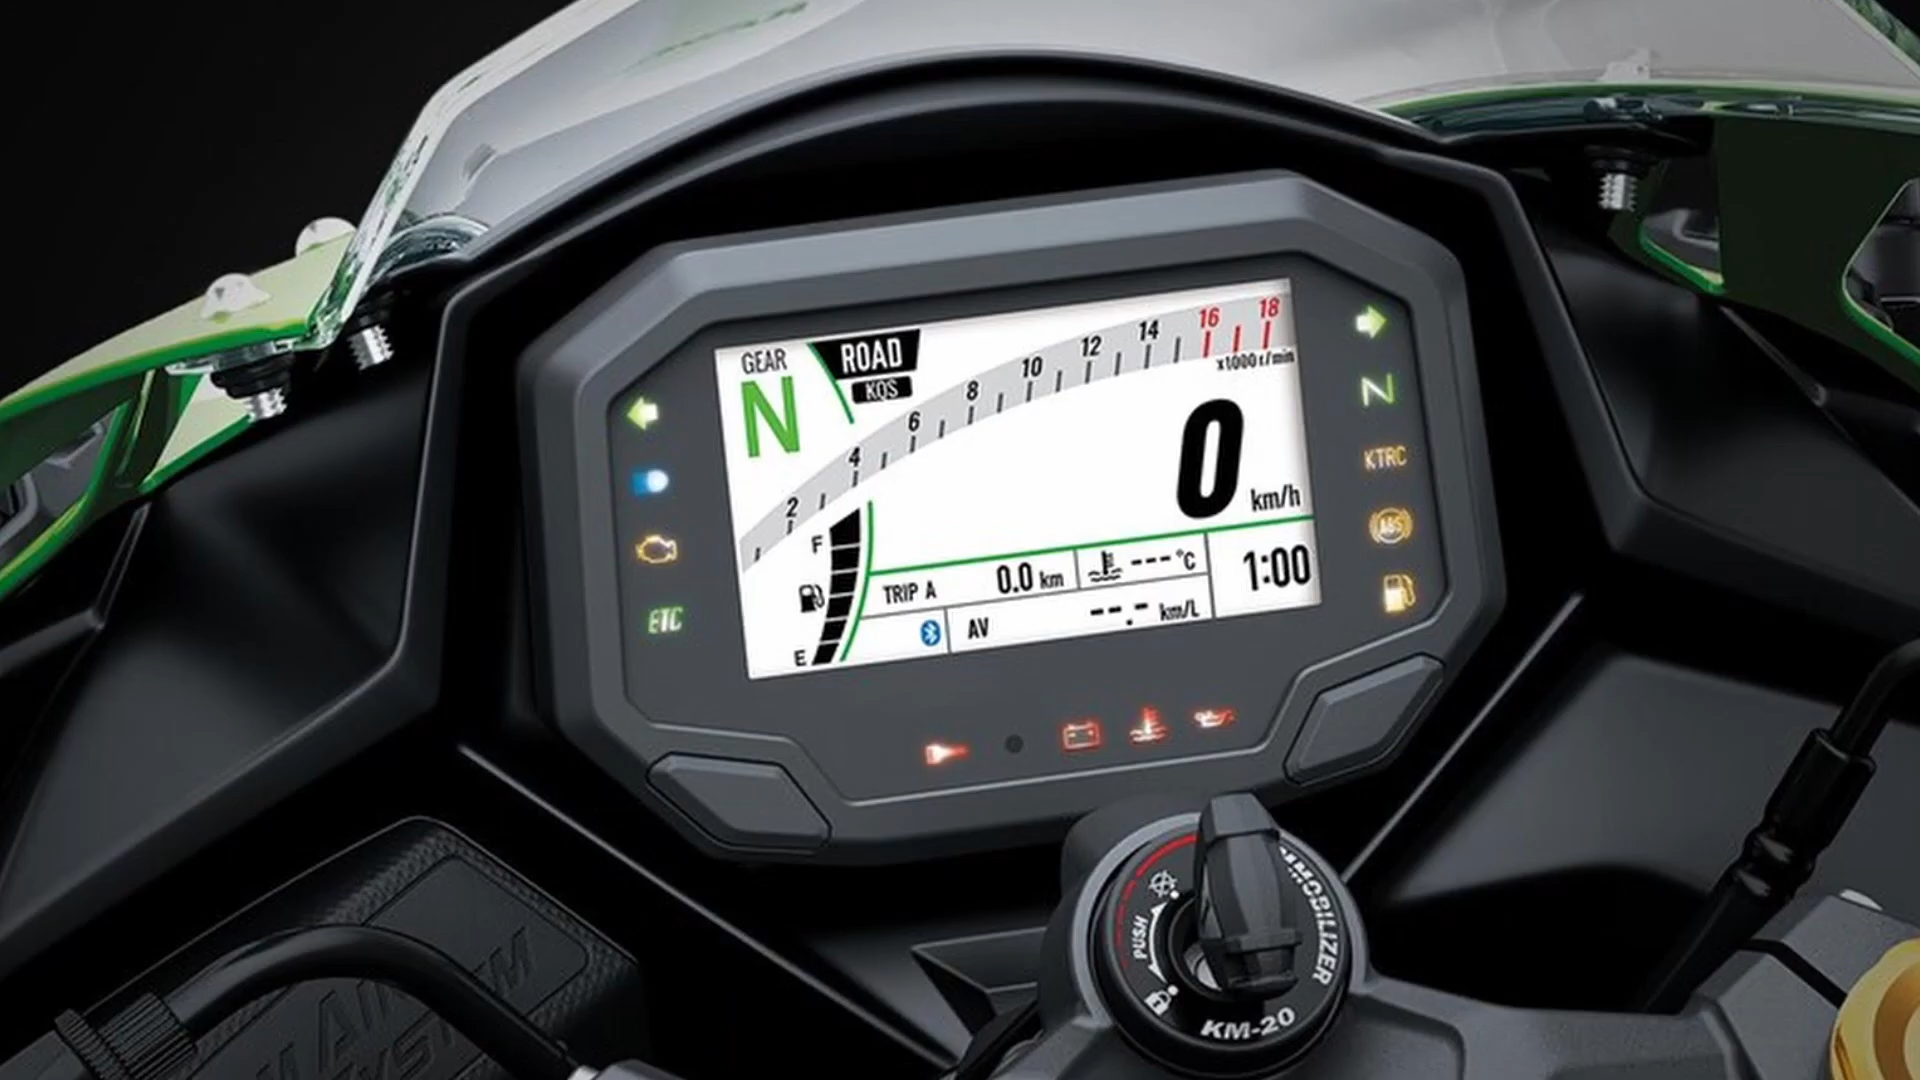 GEAR
N
ROAD
KQS
2
4
6
8
10
12
14
16
18
x1000 r/min
0
km/h
F
E
TRIP A
0.0 km
---°C
1:00
AV
--.- km/L
ETC
N
KTRC
ABS
PUSH
IMMOBILIZER
KM-20